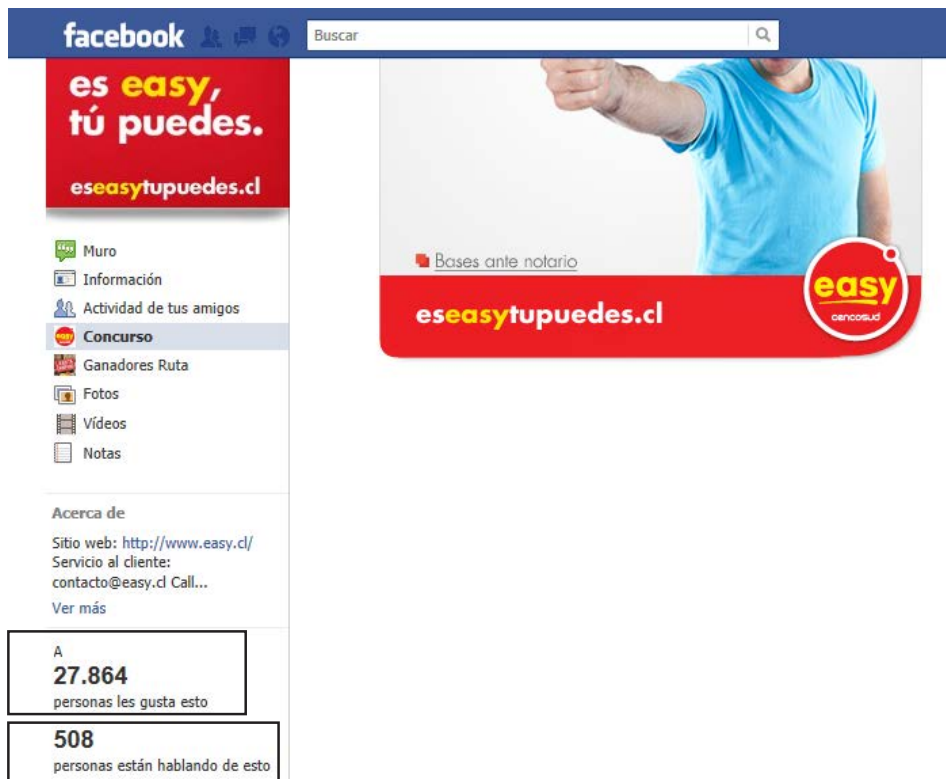 facebook
Buscar
es easy,
tú puedes.
eseasytupuedes.cl
Muro
Información
Actividad de tus amigos
Concurso
Ganadores Ruta
Fotos
Vídeos
Notas
Acerca de
Sitio web: http://www.easy.cl/
Servicio al cliente:
contacto@easy.cl Call...
Ver más
A
27.864
personas les gusta esto
508
personas están hablando de esto
Bases ante notario
eseasytupuedes.cl
easy
cencosud